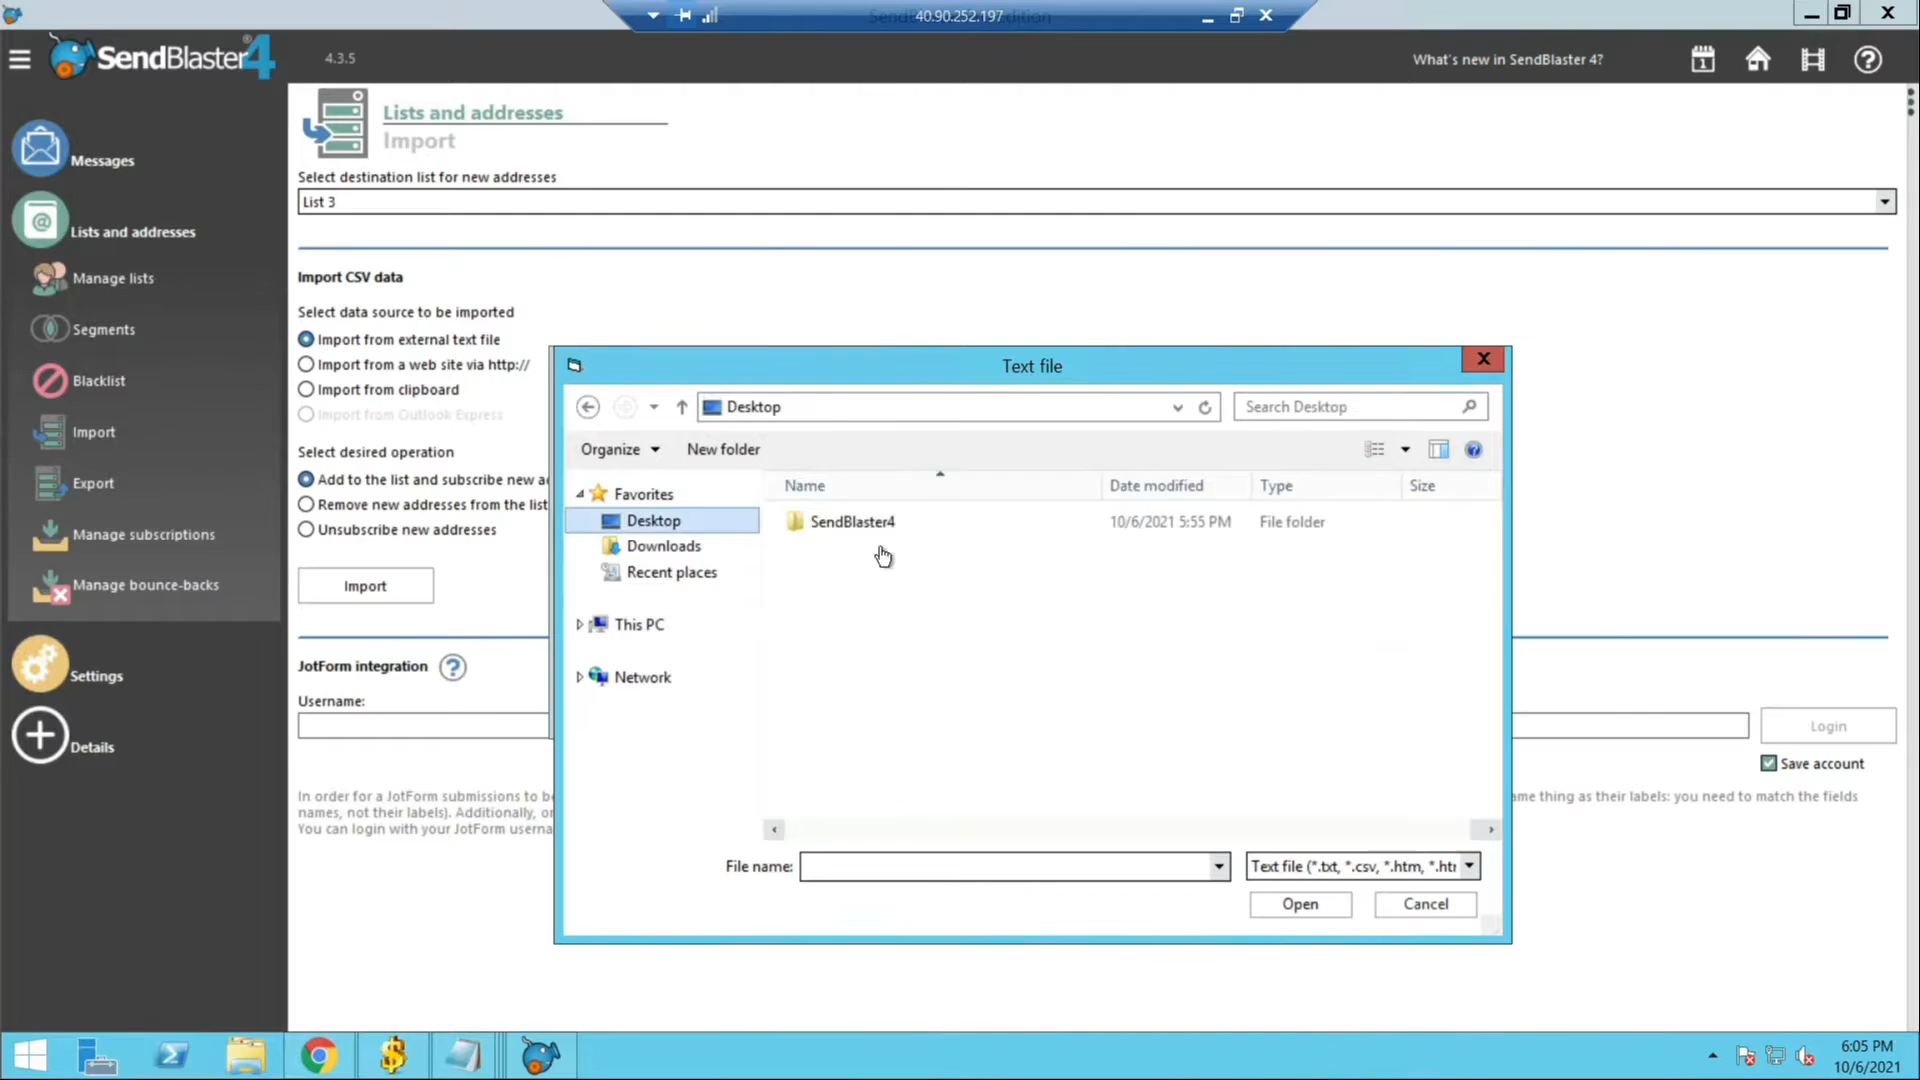 40.90.252.197
SendBlaster 4
4.3.5
What's new in SendBlaster 4?
1
Messages
Lists and addresses
Manage lists
Segments
Blacklist
Import
Export
Manage subscriptions
Manage bounce-backs
Settings
Details
Lists and addresses
Import
Select destination list for new addresses
List 3
Import CSV data
Select data source to be imported
Import from external text file
Import from a web site via http://
Import from clipboard
Import from Outlook Express
Select desired operation
Add to the list and subscribe new a
Remove new addresses from the list
Unsubscribe new addresses
Import
JotForm integration ?
Username:
Login
Save account
In order for a JotForm submissions to be
ame thing as their labels: you need to match the fields
names, not their labels). Additionally, o
You can login with your JotForm userna
Text file
X
Desktop
Search Desktop
Organize
New folder
Name
Date modified
Type
Size
SendBlaster4
10/6/2021 5:55 PM
File folder
Favorites
Desktop
Downloads
Recent places
This PC
Network
File name:
Text file (*.txt, *.csv, *.htm, *.htr
Open
Cancel
6:05 PM
10/6/2021